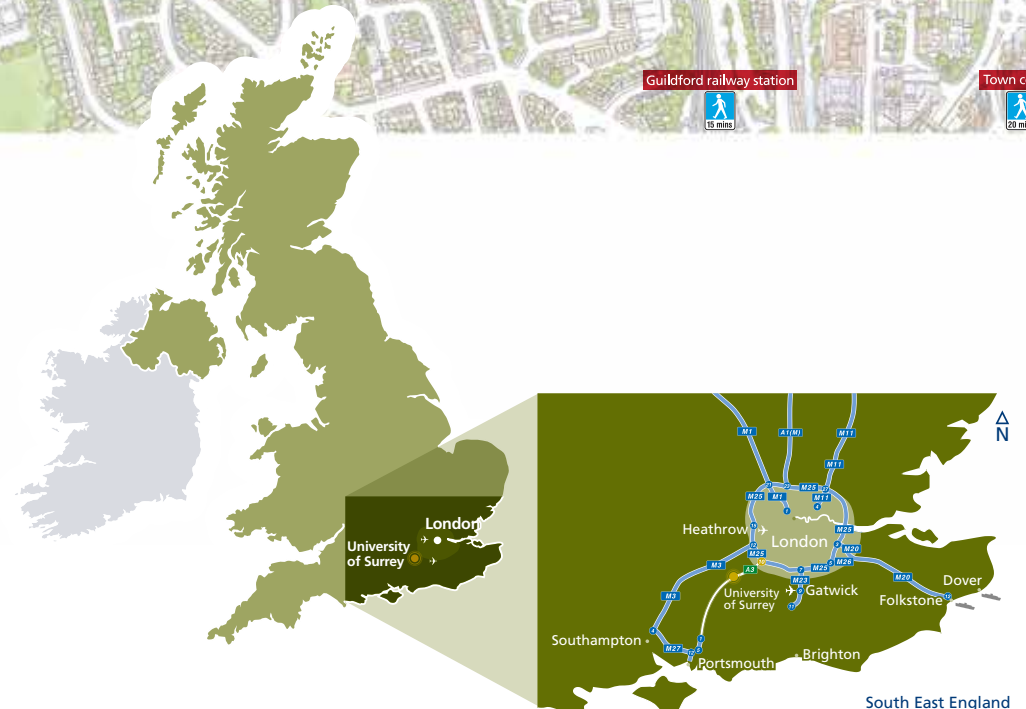 Guildford railway station
15 mins
Town c
20 mi
London
University
of Surrey
N
M1
A1(M)
M11
M11
M25
M25
M1
M11
M25
Heathrow
London
M25
M20
M3
M25
A3
M25
M26
M23
M20
M3
University
of Surrey
Gatwick
Dover
Folkstone
Southampton
M27
Portsmouth
Brighton
South East England